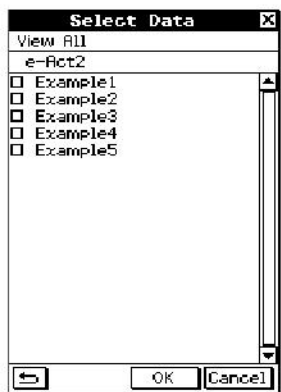 Select Data
View All
e-Act2
Example1
Example2
Example3
Example4
Example5
OK Cancel